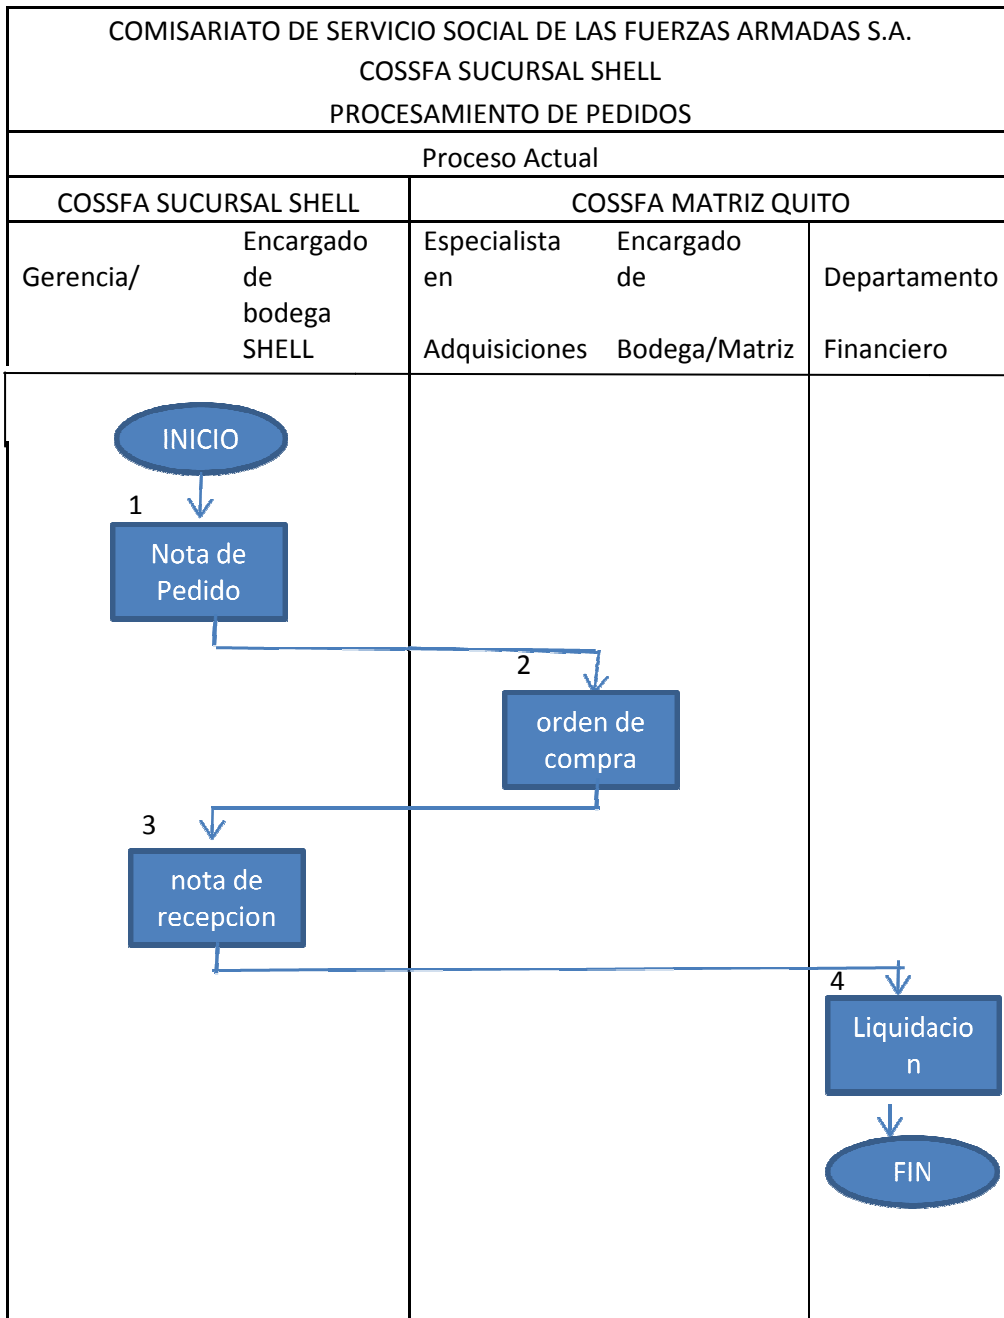 COMISARIATO DE SERVICIO SOCIAL DE LAS FUERZAS ARMADAS S.A.
COSSFA SUCURSAL SHELL
PROCESAMIENTO DE PEDIDOS
Proceso Actual
COSSFA SUCURSAL SHELL
COSSFA MATRIZ QUITO
Gerencia/
Encargado
de
bodega
SHELL
Especialista
en
Adquisiciones
Encargado
de
Bodega/Matriz
Departamento
Financiero
INICIO
1
Nota de
Pedido
2
orden de
compra
3
nota de
recepcion
4
Liquidacio
n
FIN